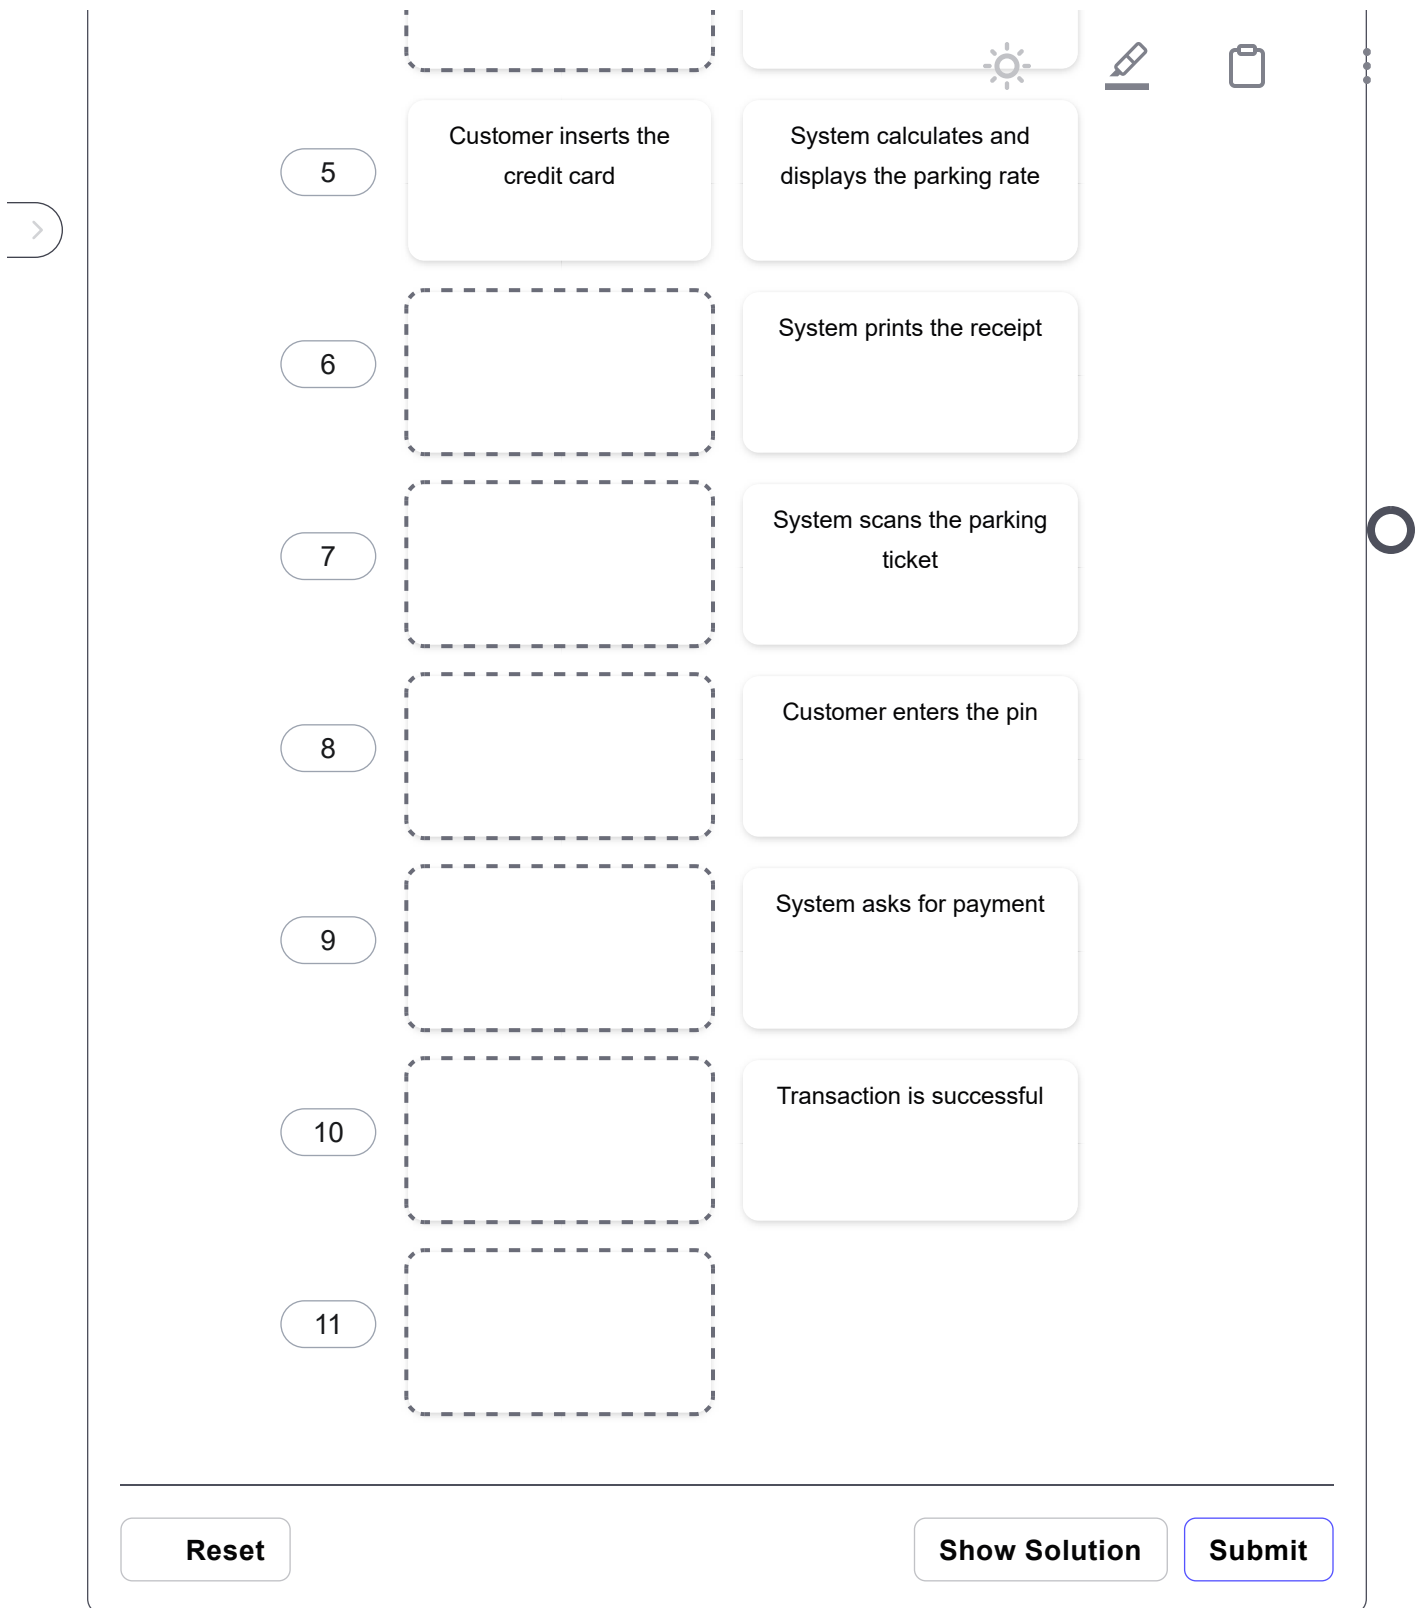 5
Customer inserts the
credit card
System calculates and
displays the parking rate
6
System prints the receipt
7
System scans the parking
ticket
8
Customer enters the pin
9
System asks for payment
10
Transaction is successful
11
Reset
Show Solution
Submit